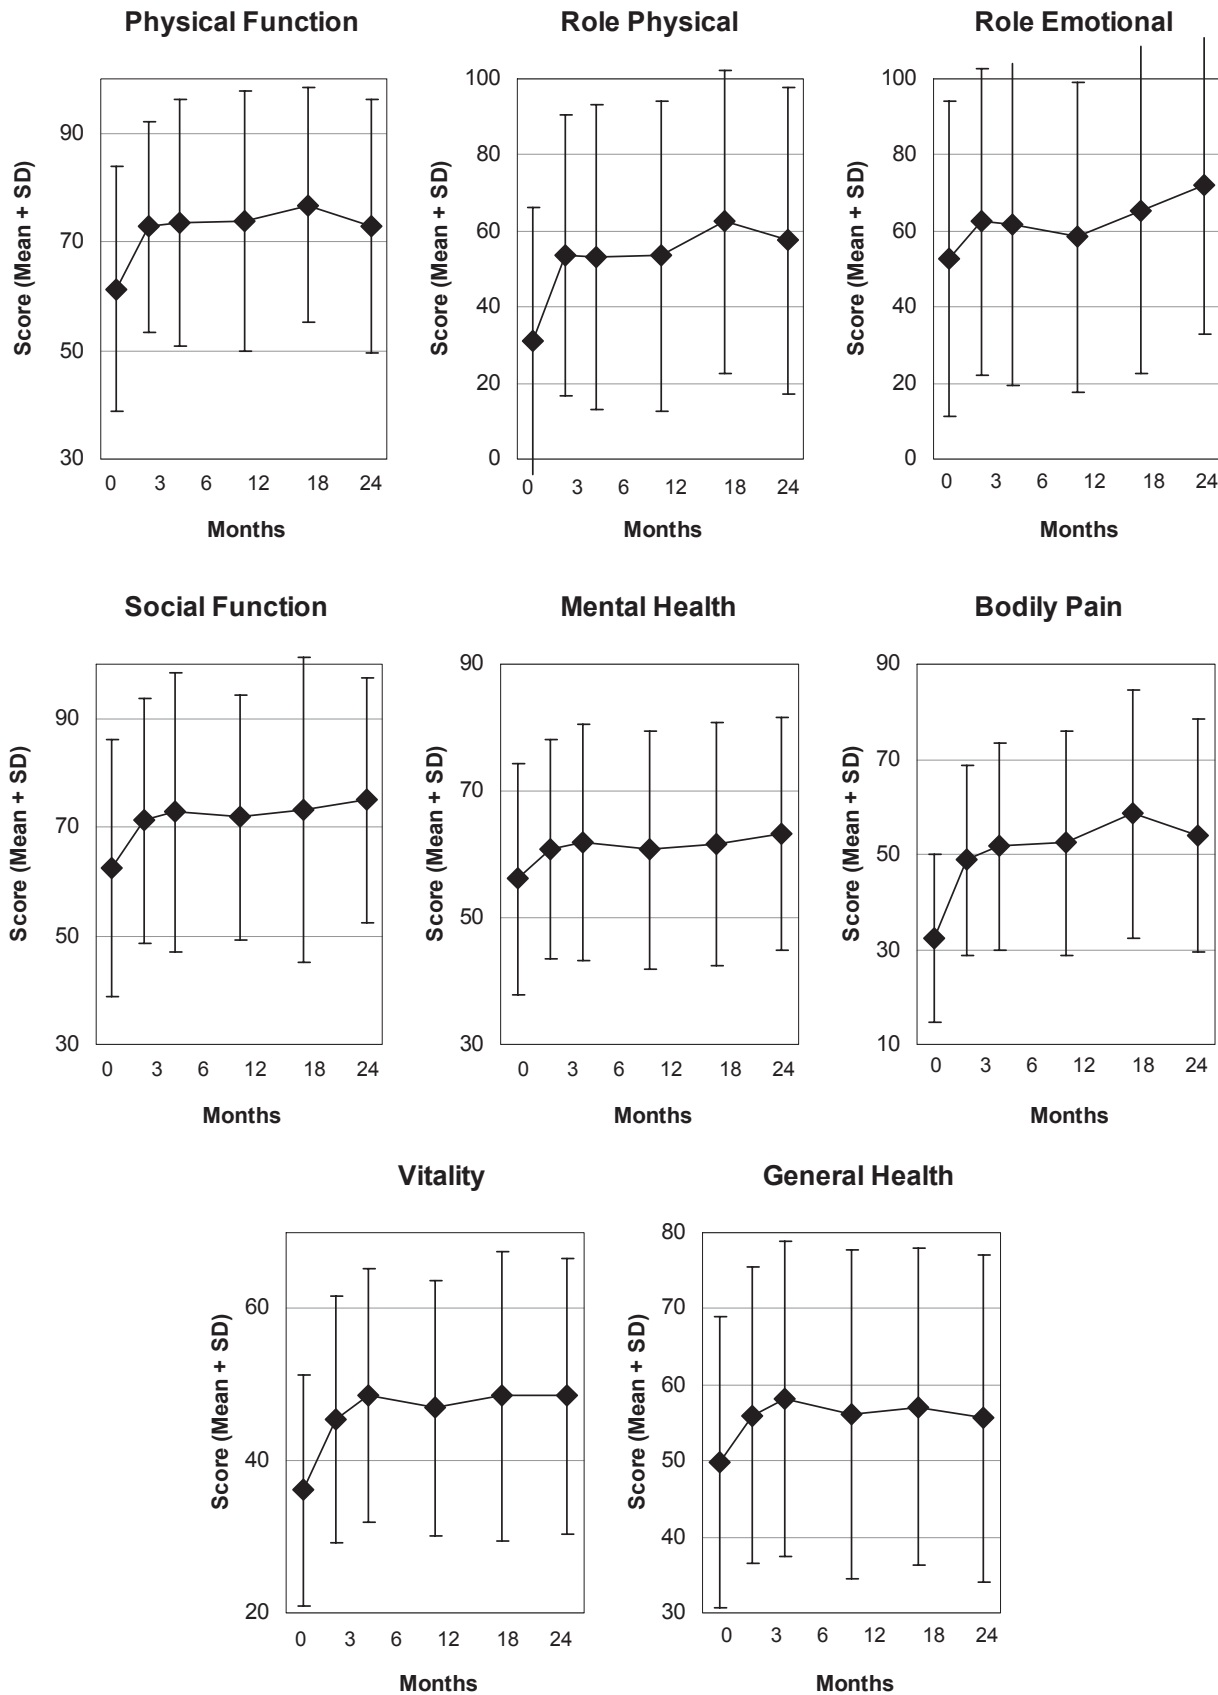 Physical Function
Role Physical
Role Emotional
Score (Mean + SD)
90
70
50
30
0 3 6 12 18 24
Months
Score (Mean + SD)
100
80
60
40
20
0
0 3 6 12 18 24
Months
Score (Mean + SD)
100
80
60
40
20
0
0 3 6 12 18 24
Months
Social Function
Mental Health
Bodily Pain
Score (Mean + SD)
90
70
50
30
0 3 6 12 18 24
Months
Score (Mean + SD)
90
70
50
30
0 3 6 12 18 24
Months
Score (Mean + SD)
90
70
50
30
10
0 3 6 12 18 24
Months
Vitality
General Health
Score (Mean + SD)
60
40
20
0 3 6 12 18 24
Months
Score (Mean + SD)
80
70
60
50
40
30
0 3 6 12 18 24
Months